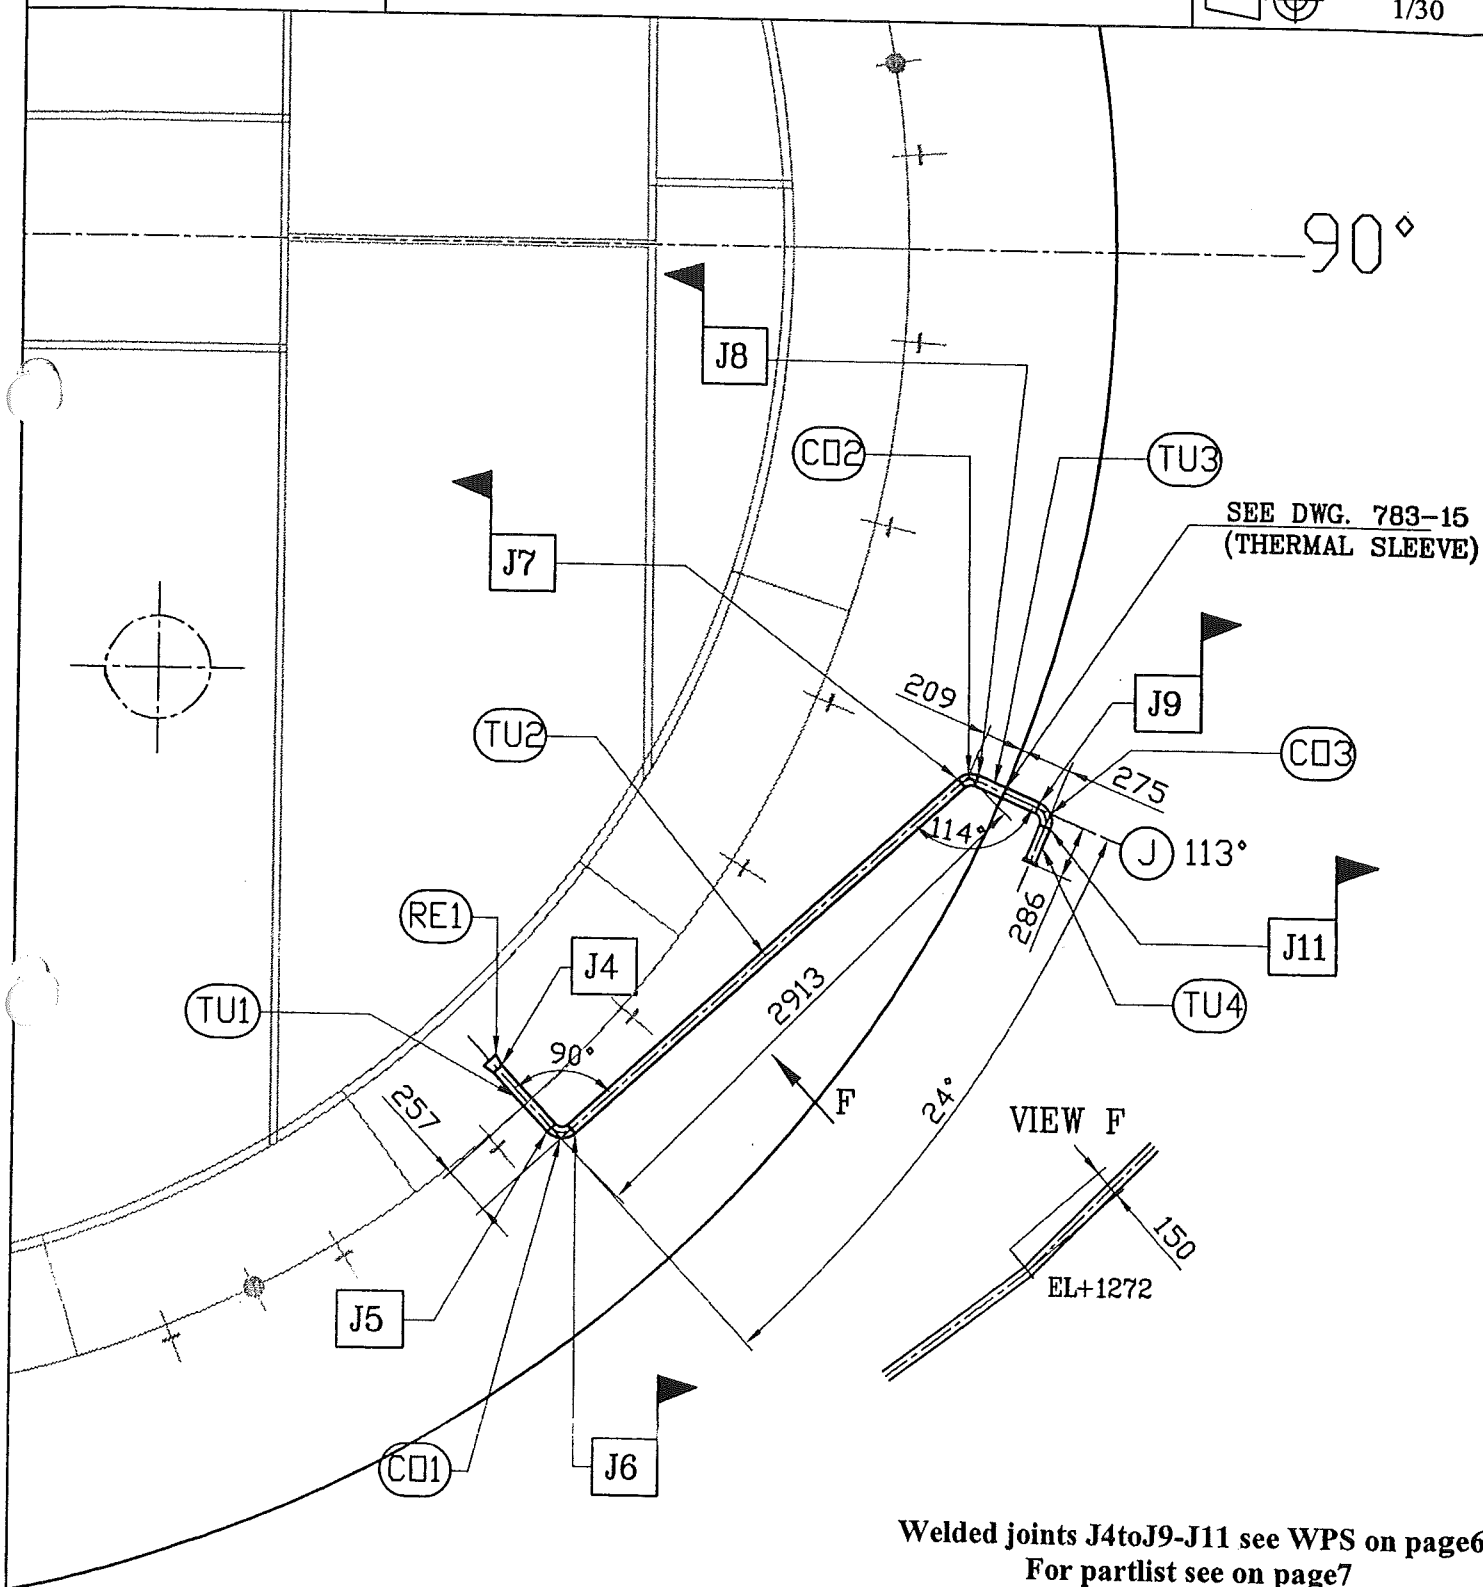 1/30
90°
J8
CO2
TU3
SEE DWG. 783-15
(THERMAL SLEEVE)
J7
209
J9
TU2
CO3
275
114°
J 113°
RE1
286
J4
J11
TU1
2913
TU4
90°
257
F
24°
VIEW F
150
EL+1272
J5
CO1
J6
Welded joints J4toJ9-J11 see WPS on page6
For partlist see on page7